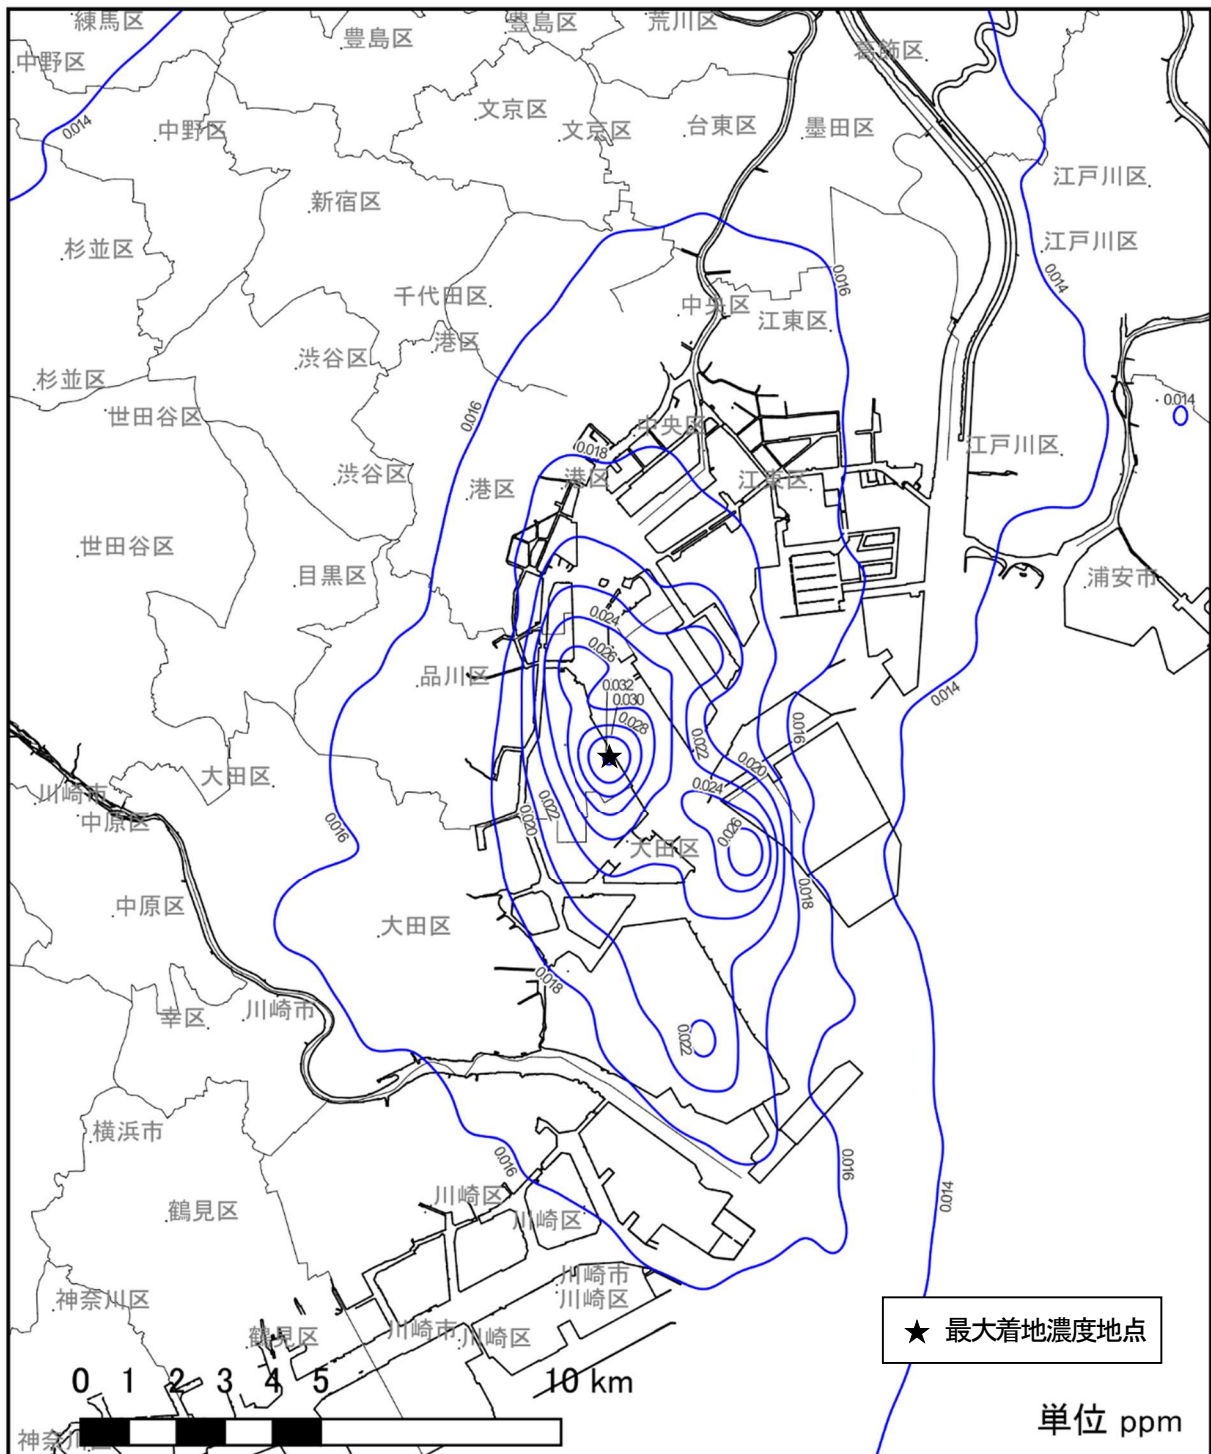 練馬区
豊島区
豊島区
荒川区
葛飾区
中野区
0.014
中野区
文京区
文京区
台東区
墨田区
江戸川区
新宿区
杉並区
江戸川区
0.014
0.016
千代田区
中央区
江東区
港区
渋谷区
杉並区
世田谷区
0.016
0.014
中央区
江戸川区
0.018
渋谷区
港区
港区
江東区
世田谷区
目黒区
浦安市
0.024
0.026
品川区
0.032
0.030
0.028
0.014
0.016
0.022
0.020
大田区
川崎市
中原区
0.016
0.022
0.020
0.024
0.026
大田区
0.018
中原区
大田区
0.018
幸区
川崎市
0.022
横浜市
0.016
0.016
鶴見区
川崎区
川崎区
0.014
川崎市
川崎区
神奈川区
鶴見区
川崎市
川崎区
★ 最大着地濃度地点
0 1 2 3 4 5 10 km
単位 ppm
神奈川区